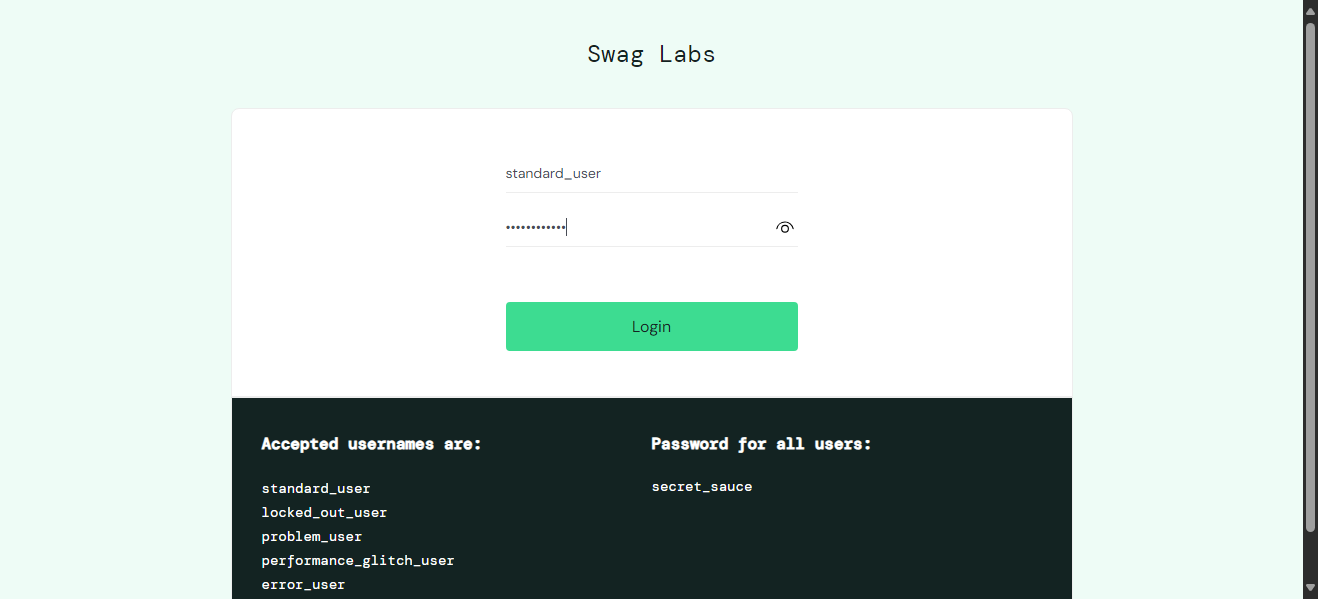 Swag Labs
standard_user
••••••••••••
Login
Accepted usernames are:
standard_user
locked_out_user
problem_user
performance_glitch_user
error_user
Password for all users:
secret_sauce